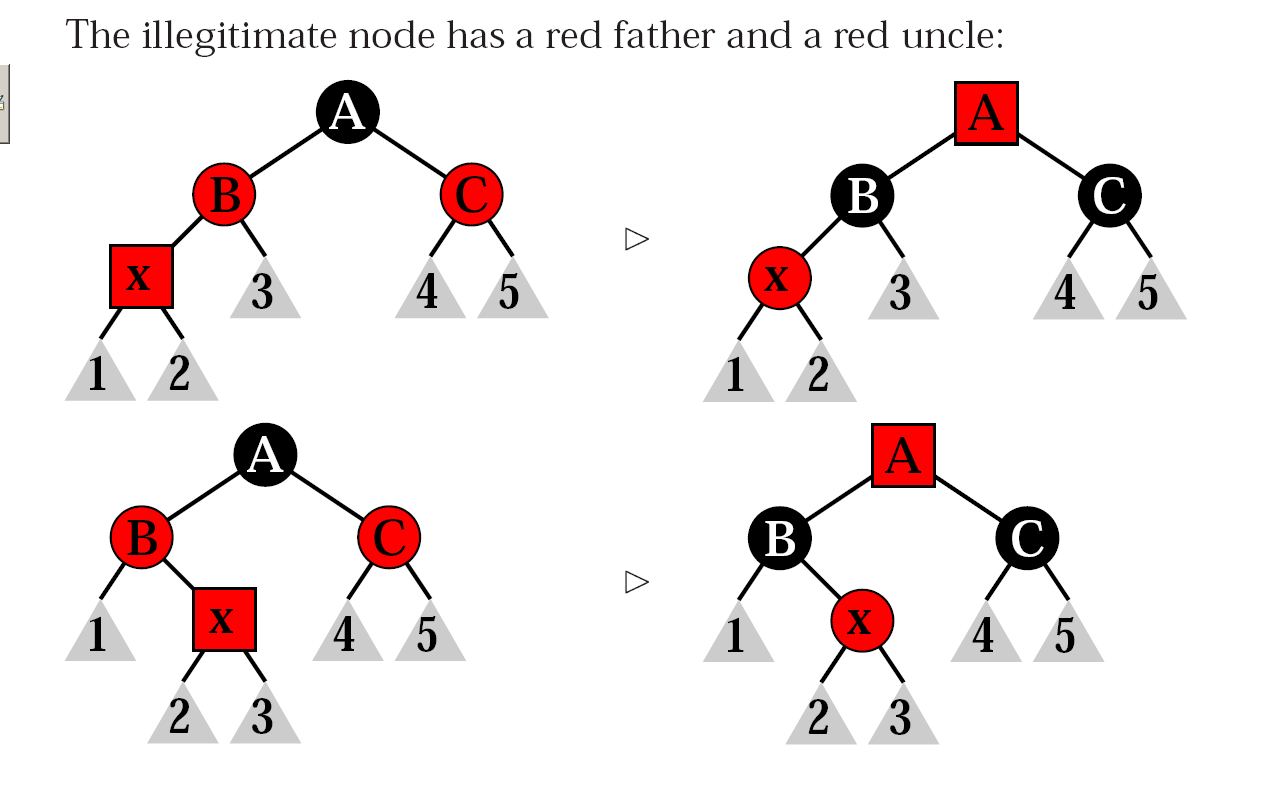 The illegitimate node has a red father and a red uncle:
A A
B C B C
x 3 4 5 x 3 4 5
1 2 1 2
A A
B C B C
1 x 4 5 1 x 4 5
2 3 2 3